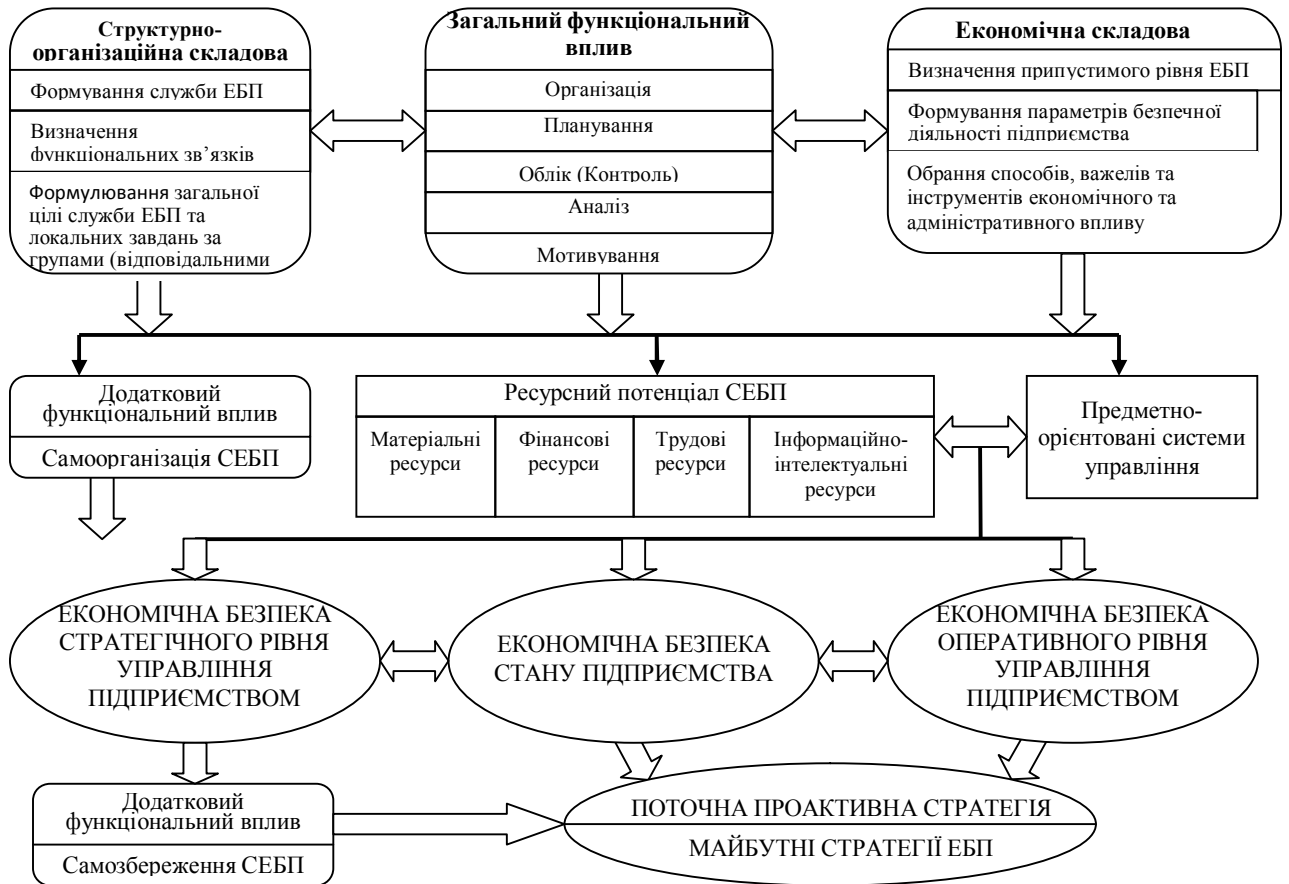 Структурно-
організаційна складова
Формування служби ЕБП
Визначення
функціональних зв’язків
Формулювання загальної
цілі служби ЕБП та
локальних завдань за
групами (відповідальними
Загальний функціональний
вплив
Організація
Планування
Облік (Контроль)
Аналіз
Мотивування
Економічна складова
Визначення припустимого рівня ЕБП
Формування параметрів безпечної
діяльності підприємства
Обрання способів, важелів та
інструментів економічного та
адміністративного впливу
Додатковий
функціональний вплив
Самоорганізація СЕБП
Ресурсний потенціал СЕБП
Матеріальні
ресурси
Фінансові
ресурси
Трудові
ресурси
Інформаційно-
інтелектуальні
ресурси
Предметно-
орієнтовані системи
управління
ЕКОНОМІЧНА БЕЗПЕКА
СТРАТЕГІЧНОГО РІВНЯ
УПРАВЛІННЯ
ПІДПРИЄМСТВОМ
ЕКОНОМІЧНА БЕЗПЕКА
СТАНУ ПІДПРИЄМСТВА
ЕКОНОМІЧНА БЕЗПЕКА
ОПЕРАТИВНОГО РІВНЯ
УПРАВЛІННЯ
ПІДПРИЄМСТВОМ
Додатковий
функціональний вплив
Самозбереження СЕБП
ПОТОЧНА ПРОАКТИВНА СТРАТЕГІЯ
МАЙБУТНІ СТРАТЕГІЇ ЕБП